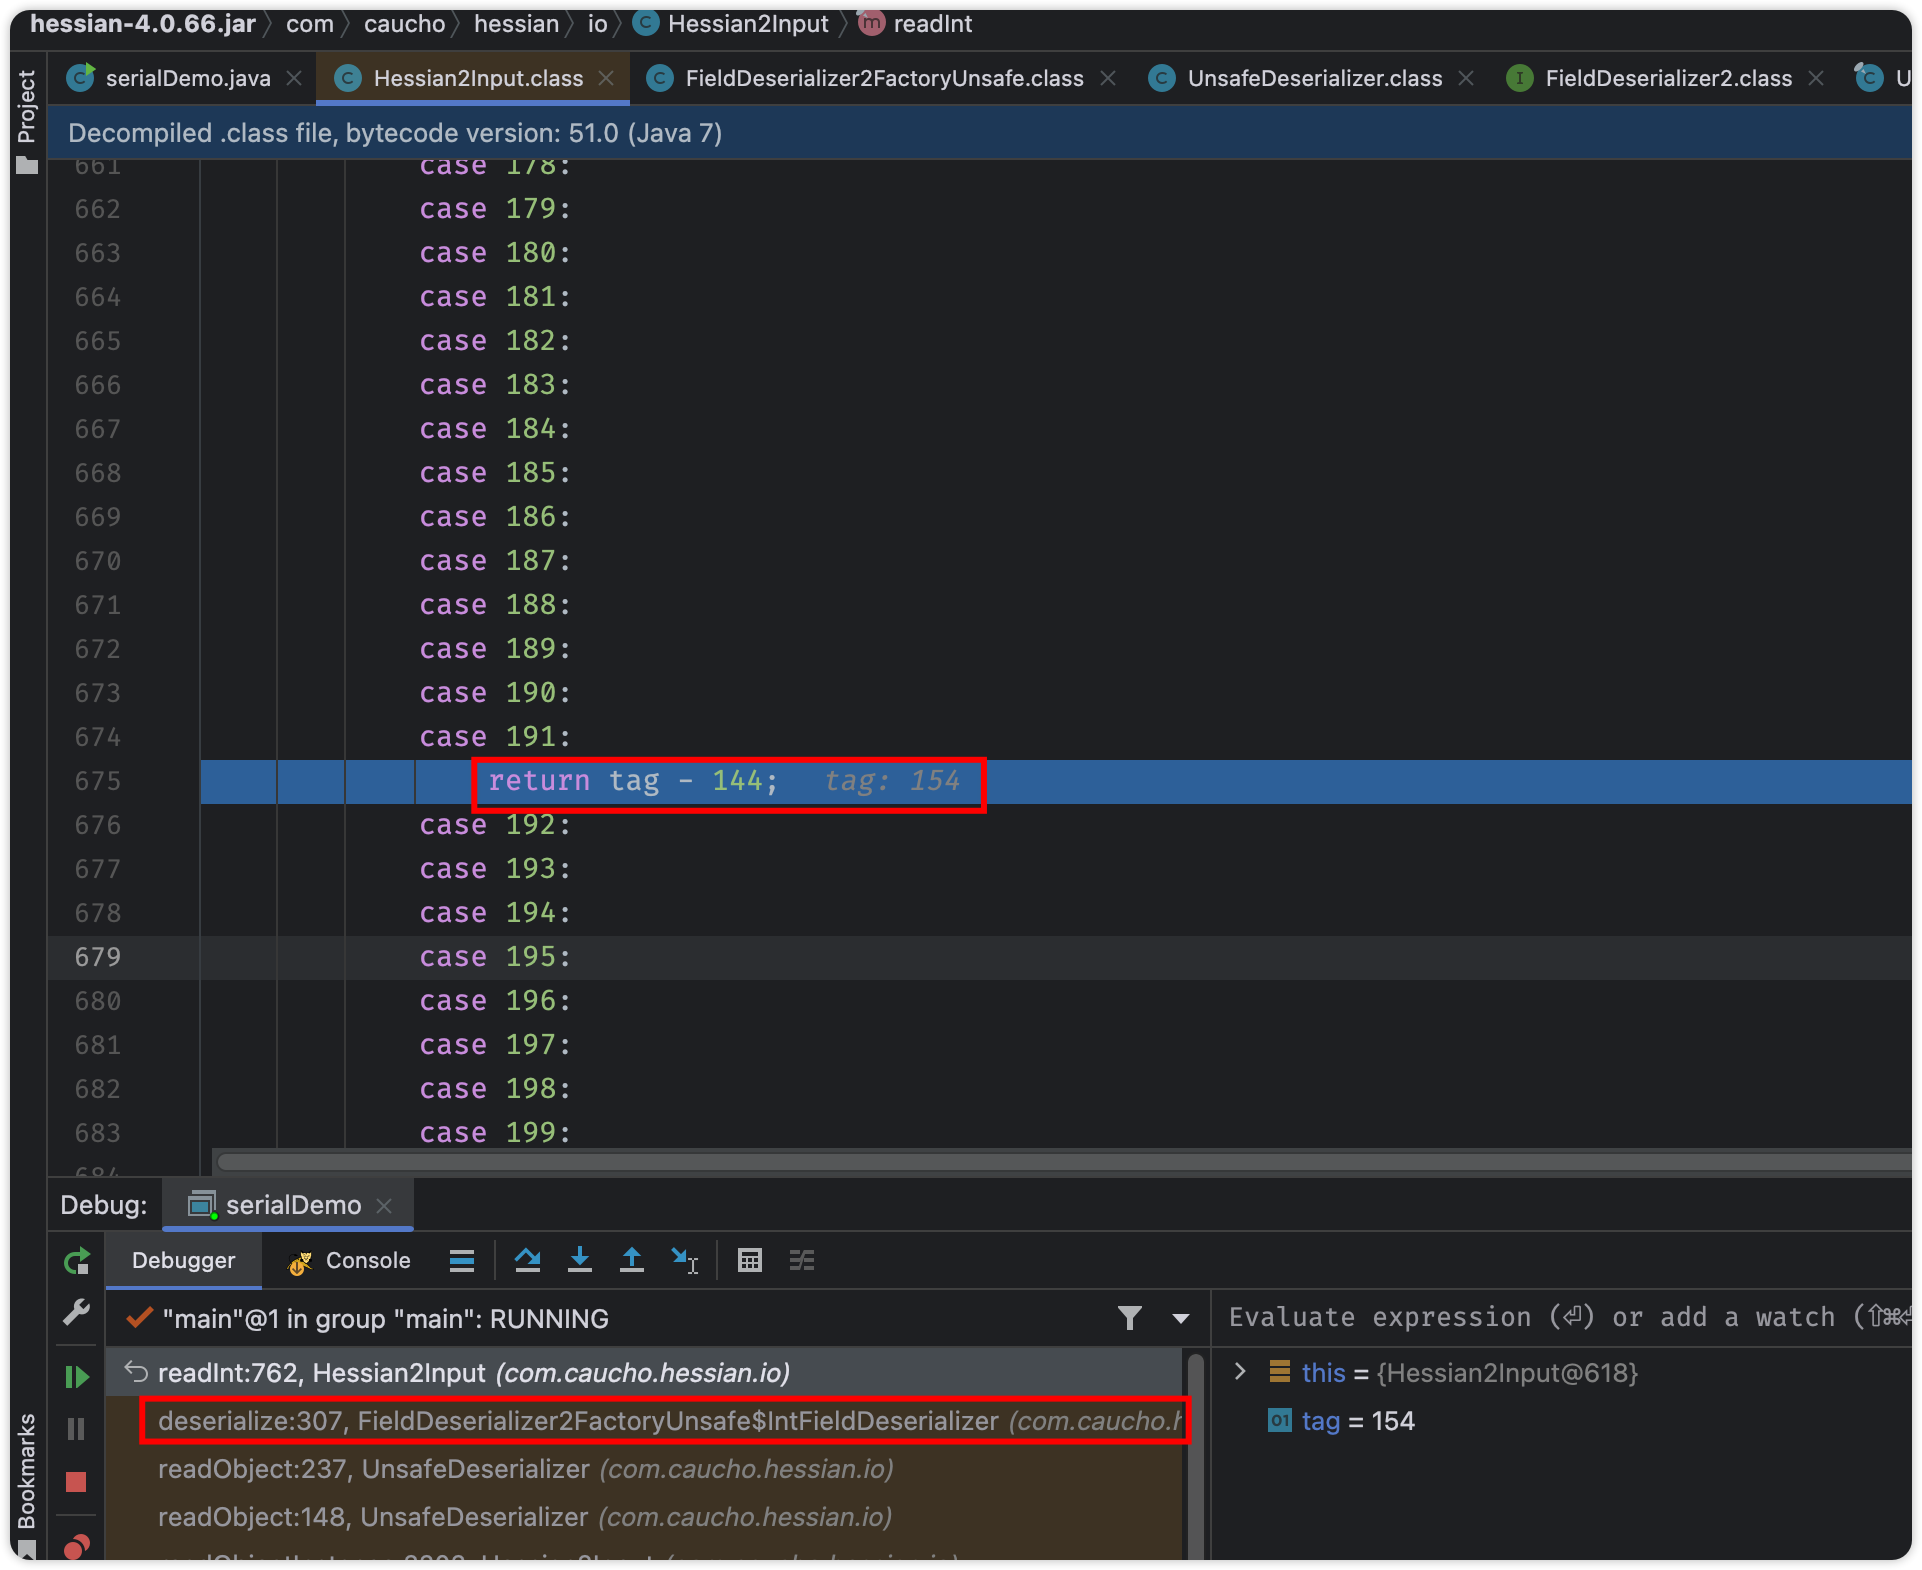 hessian-4.0.66.jar com caucho hessian io Hessian2Input readInt
serialDemo.java Hessian2Input.class FieldDeserializer2FactoryUnsafe.class UnsafeDeserializer.class FieldDeserializer2.class U
Project
Decompiled .class file, bytecode version: 51.0 (Java 7)
661 case 178:
662 case 179:
663 case 180:
664 case 181:
665 case 182:
666 case 183:
667 case 184:
668 case 185:
669 case 186:
670 case 187:
671 case 188:
672 case 189:
673 case 190:
674 case 191:
675 return tag - 144; tag: 154
676 case 192:
677 case 193:
678 case 194:
679 case 195:
680 case 196:
681 case 197:
682 case 198:
683 case 199:
684
Debug: serialDemo
Debugger Console
"main"@1 in group "main": RUNNING
Evaluate expression (⏎) or add a watch (⇧⌘⏎
readInt:762, Hessian2Input (com.caucho.hessian.io)
this = {Hessian2Input@618}
deserialize:307, FieldDeserializer2FactoryUnsafe$IntFieldDeserializer (com.caucho.h
01 tag = 154
readObject:237, UnsafeDeserializer (com.caucho.hessian.io)
readObject:148, UnsafeDeserializer (com.caucho.hessian.io)
Bookmarks